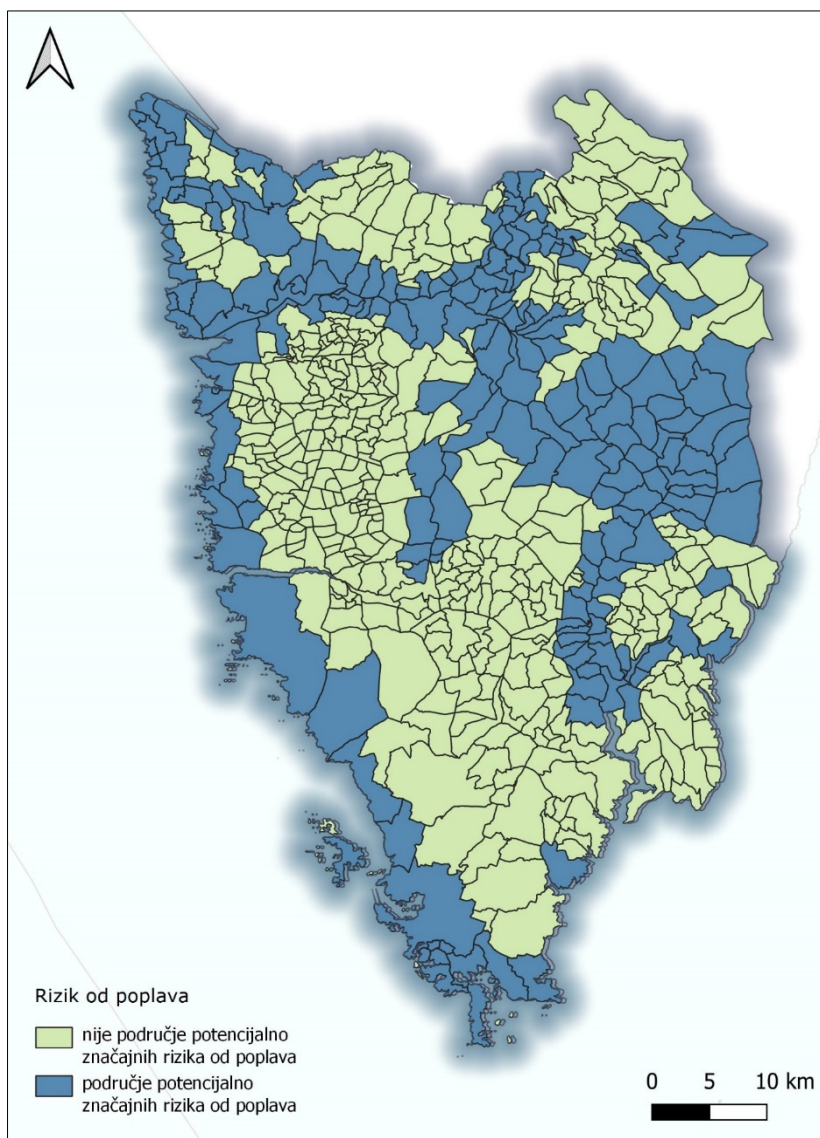 Rizik od poplava
nije područje potencijalno
značajnih rizika od poplava
područje potencijalno
značajnih rizika od poplava
0 5 10 km